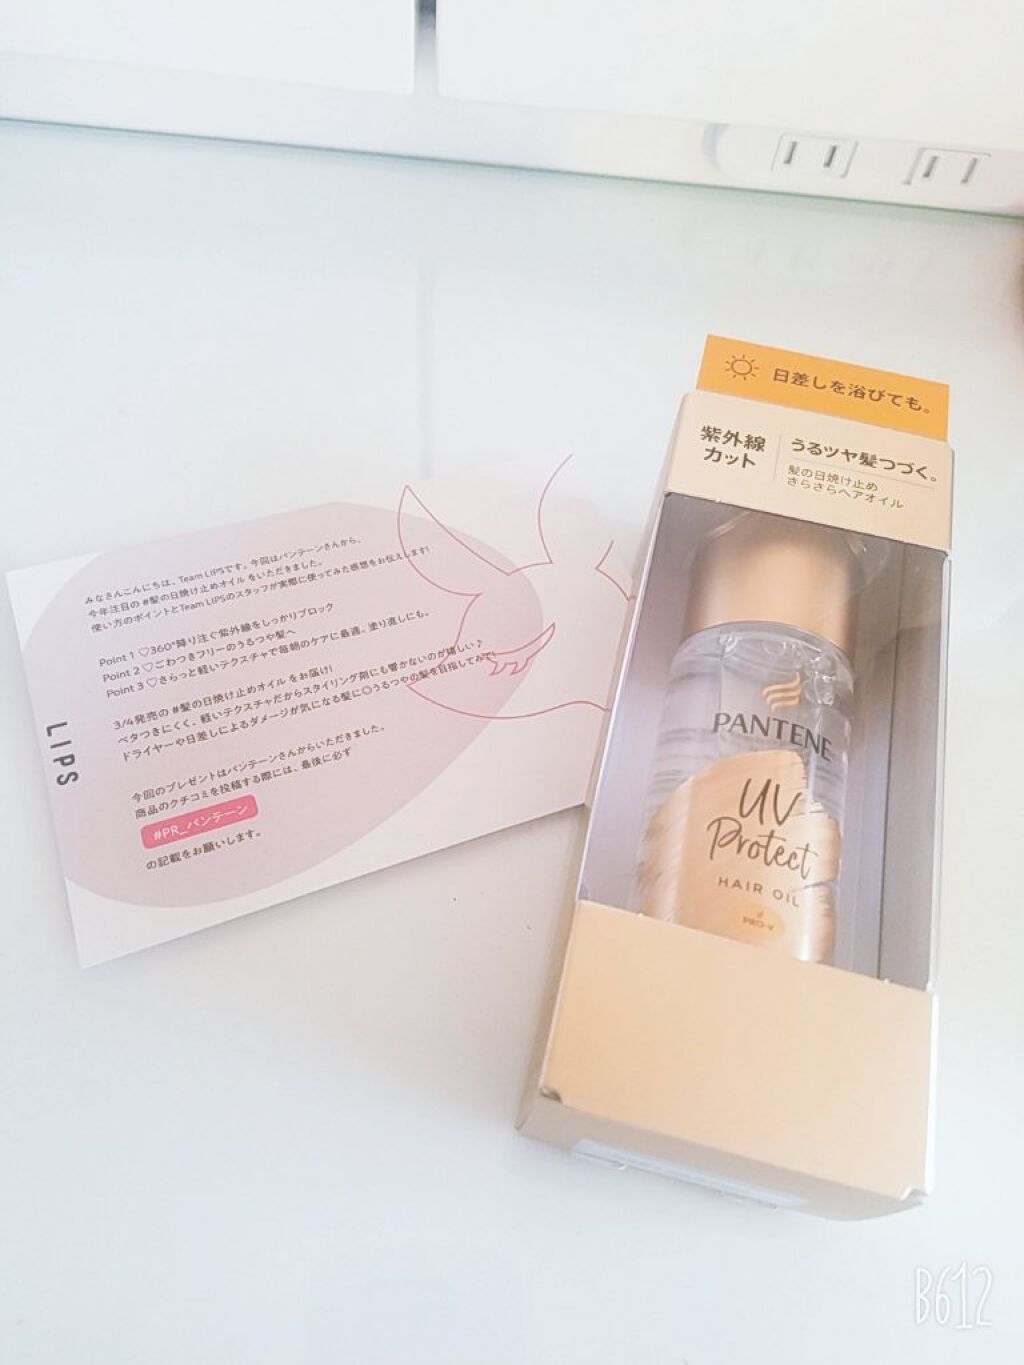 日差しを浴びても。
紫外線
カット
うるツヤ髪つづく。
髪の日焼け止め
さらさらヘアオイル
PANTENE
UV
Protect
HAIR OIL
PRO-V
みなさんこんにちは、Team LIPSです。今回はパンテーンさんから、
今年注目の #髪の日焼け止めオイル をいただきました。
使い方のポイントとTeam LIPSのスタッフが実際に使ってみた感想をお伝えします!
Point 1 ♡360°降り注ぐ紫外線をしっかりブロック
Point 2 ♡ごわつきフリーのうるつや髪へ
Point 3 ♡さらっと軽いテクスチャで毎朝のケアに最適。塗り直しにも。
3/4発売の #髪の日焼け止めオイル をお届け!
ベタつきにくく、軽いテクスチャだからスタイリング剤にも響かないのが嬉しい♪
ドライヤーや日差しによるダメージが気になる髪に◎うるつやの髪を目指してみて!
今回のプレゼントはパンテーンさんからいただきました。
商品のクチコミを投稿する際には、最後に必ず
#PR_パンテーン
の記載をお願いします。
LIPS
B612